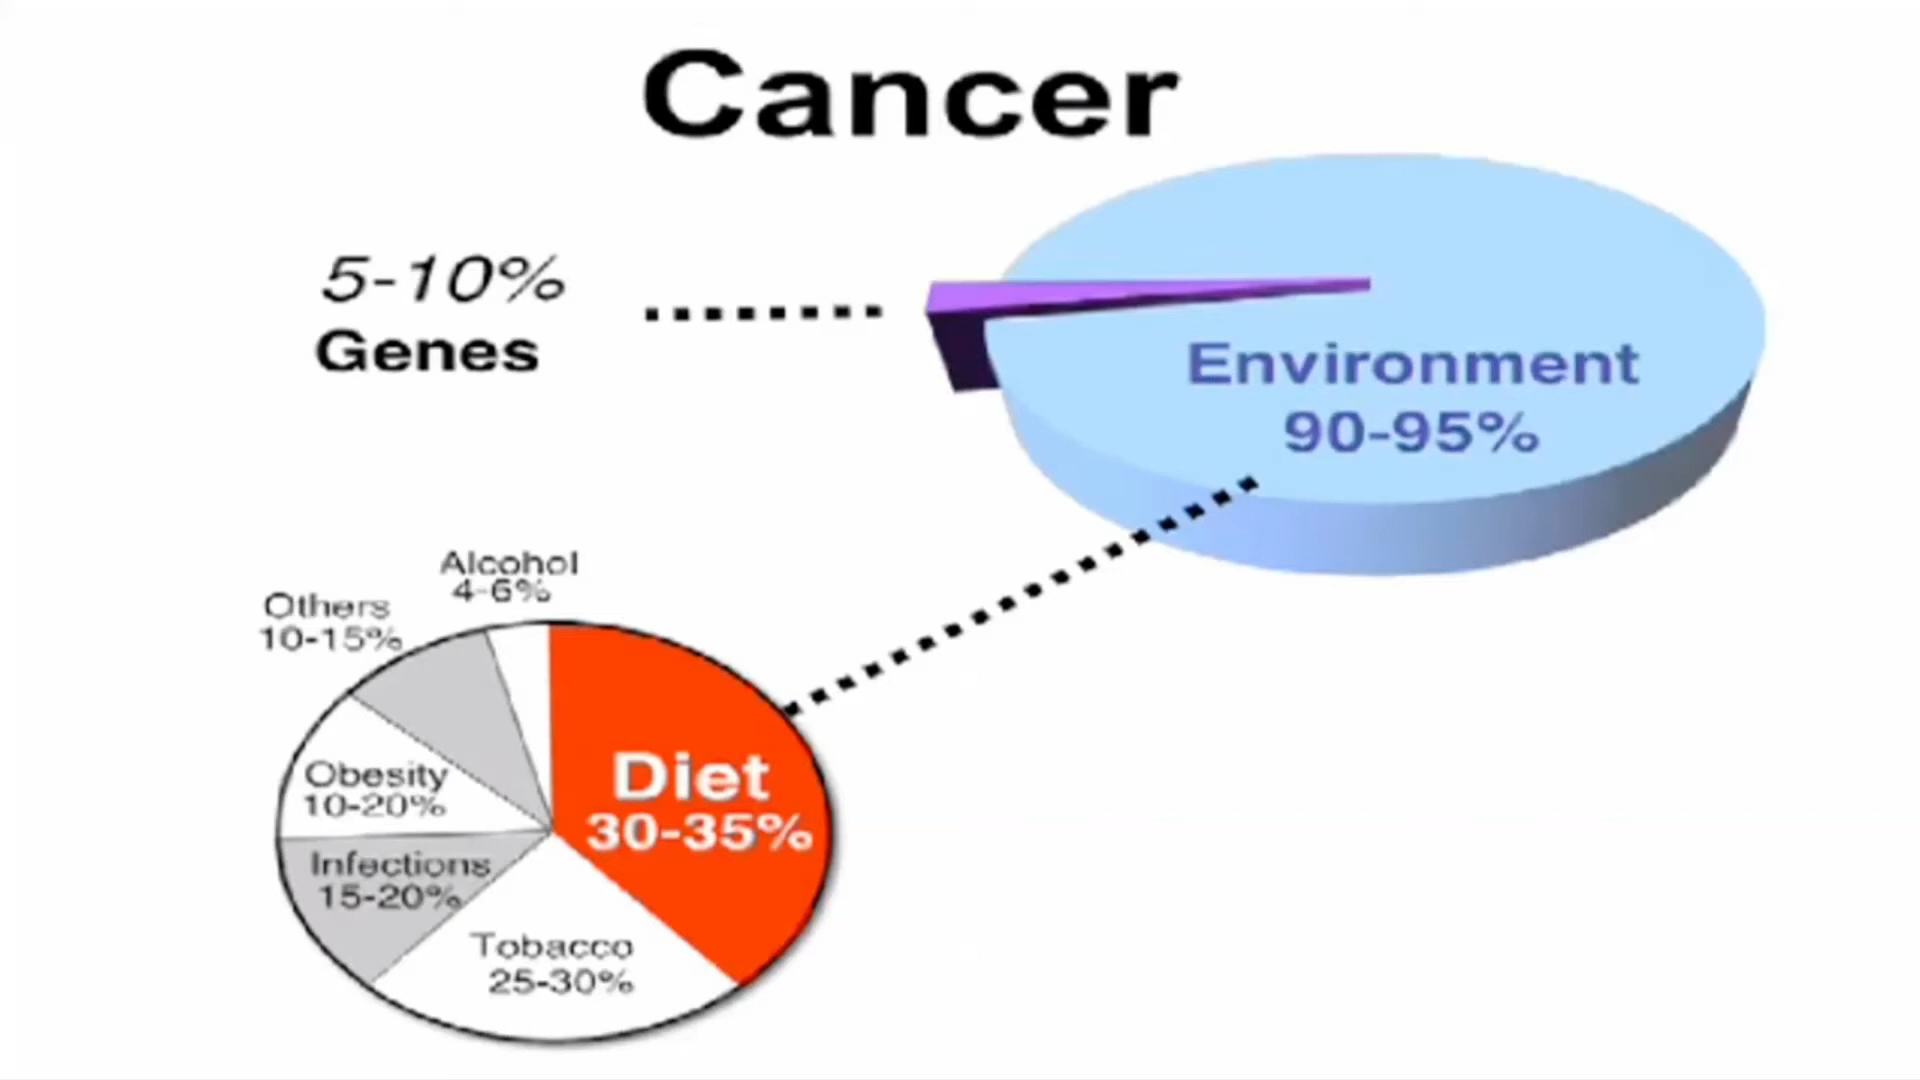 Cancer
5-10%
Genes
Environment
90-95%
Alcohol
4-6%
Others
10-15%
Diet
30-35%
Obesity
10-20%
Infections
15-20%
Tobacco
25-30%